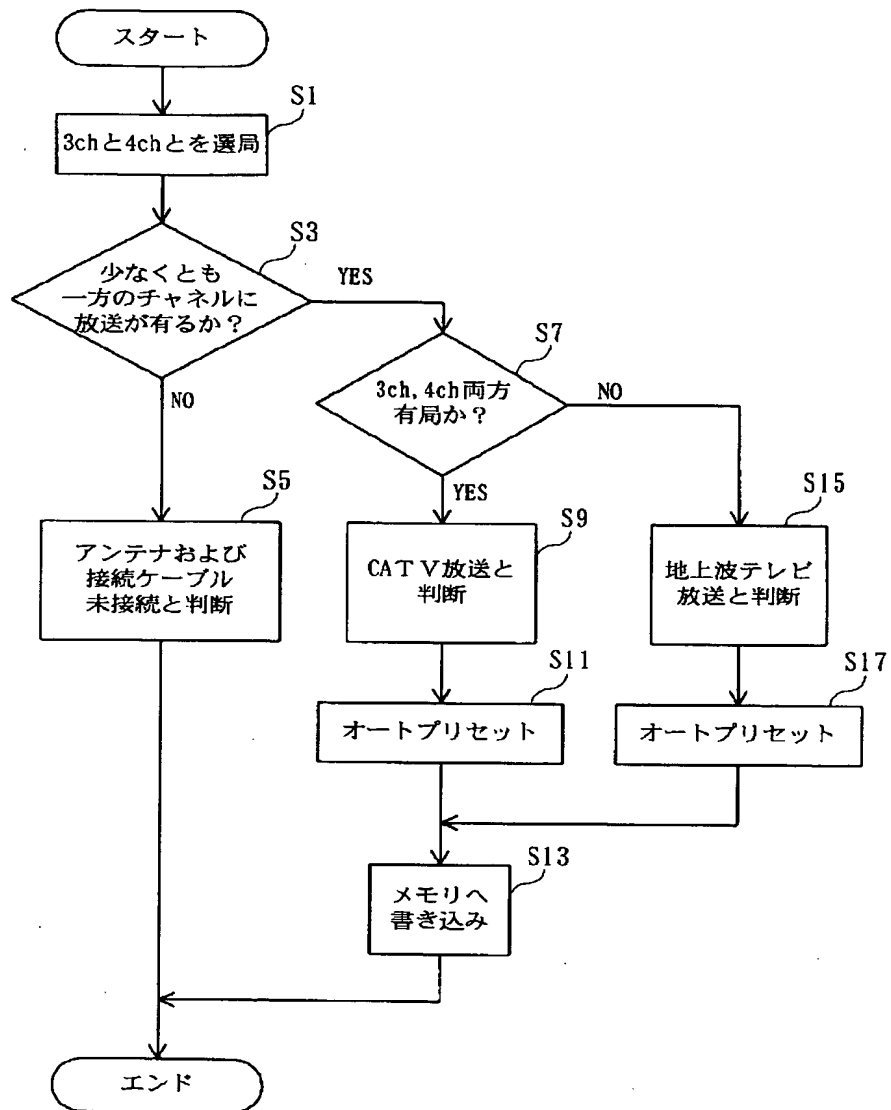 スタート
S1
3chと4chとを選局
S3
少なくとも
一方のチャネルに
放送が有るか？
YES
NO
S7
3ch,4ch両方
有局か？
NO
YES
S5
アンテナおよび
接続ケーブル
未接続と判断
S9
CATV放送と
判断
S15
地上波テレビ
放送と判断
S11
オートプリセット
S17
オートプリセット
S13
メモリへ
書き込み
エンド